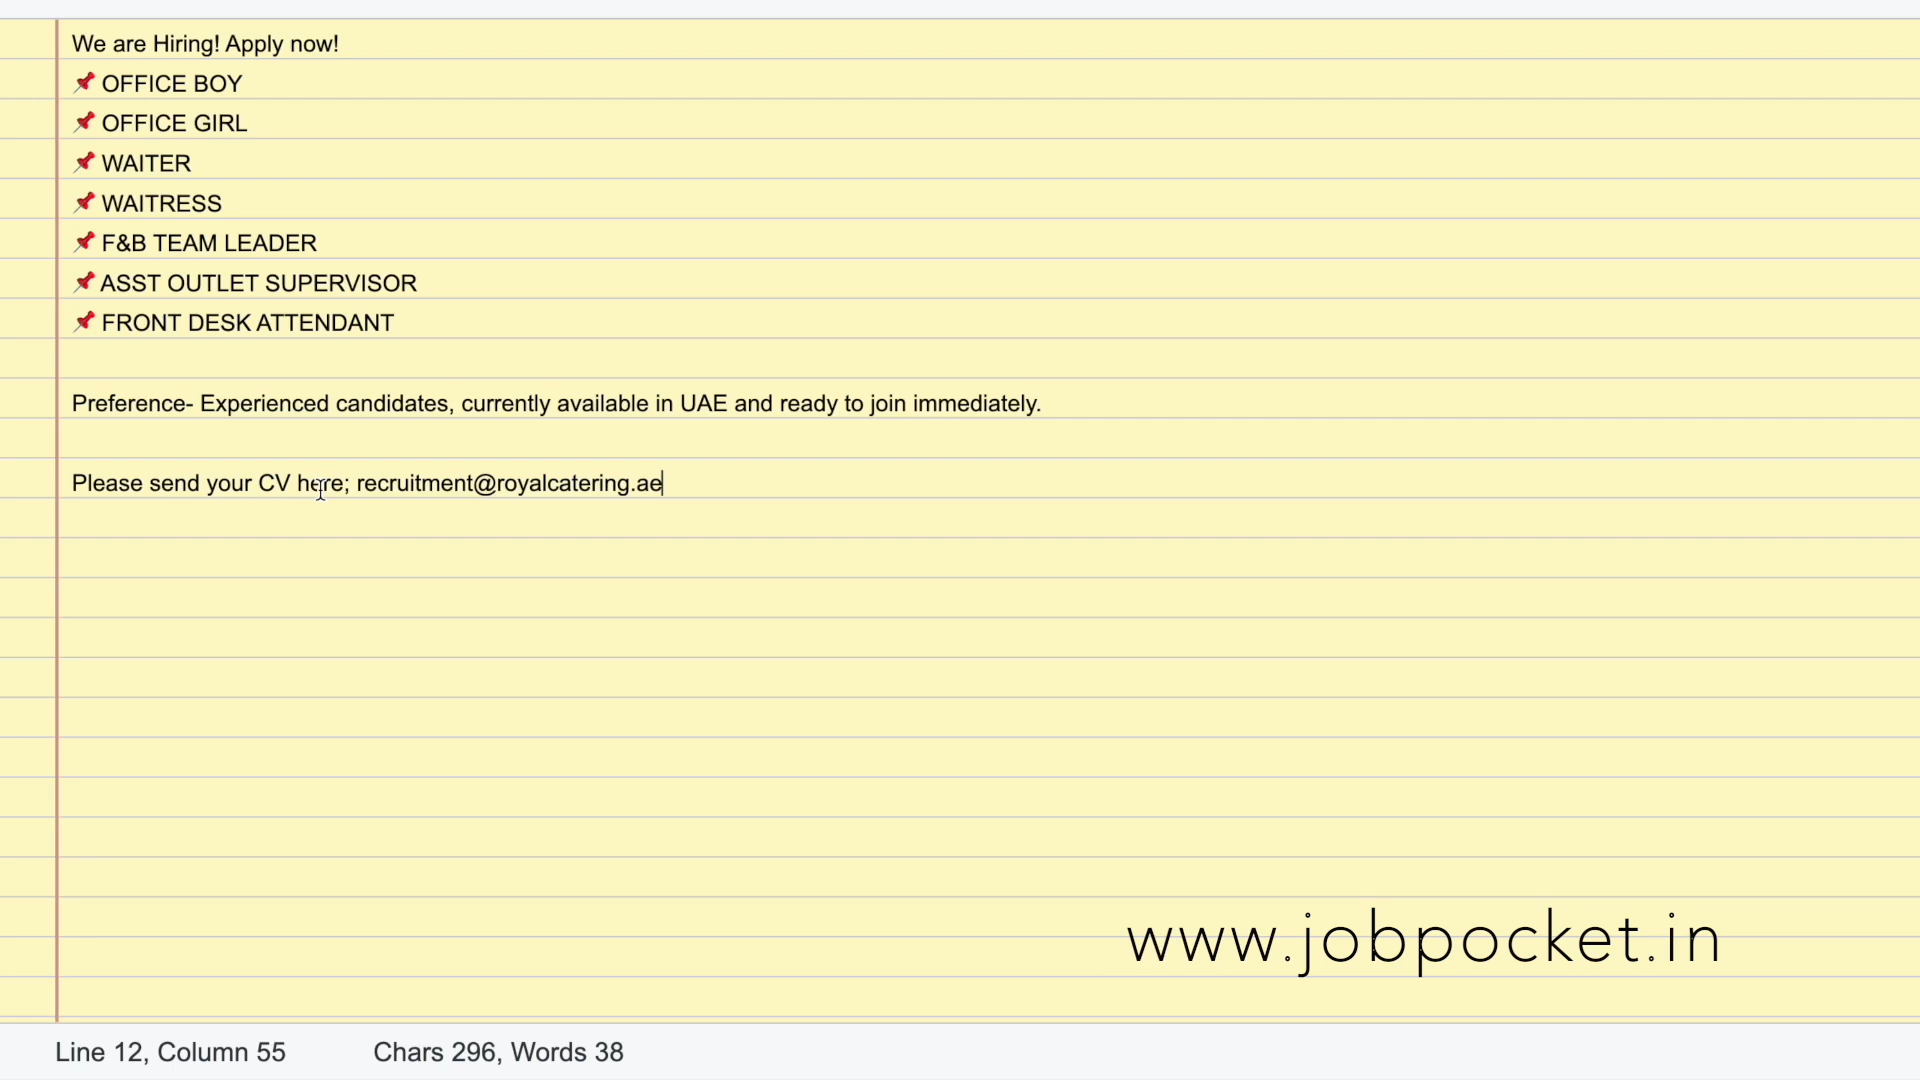 We are Hiring! Apply now!
📌 OFFICE BOY
📌 OFFICE GIRL
📌 WAITER
📌 WAITRESS
📌 F&B TEAM LEADER
📌 ASST OUTLET SUPERVISOR
📌 FRONT DESK ATTENDANT
Preference- Experienced candidates, currently available in UAE and ready to join immediately.
Please send your CV here; recruitment@royalcatering.ae
www.jobpocket.in
Line 12, Column 55 Chars 296, Words 38